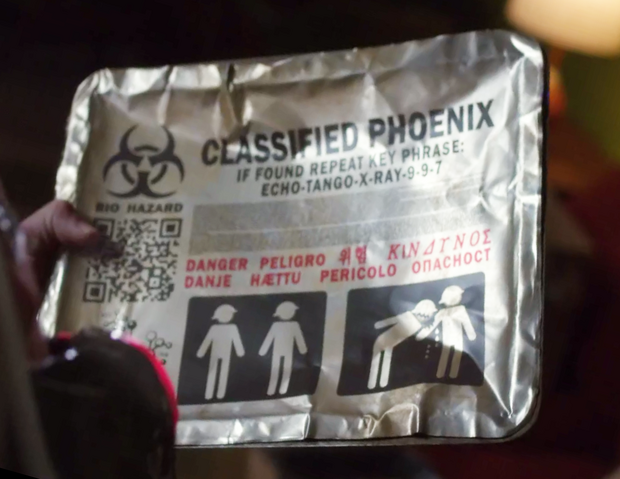 CLASSIFIED PHOENIX
IF FOUND REPEAT KEY PHRASE:
ECHO-TANGO-X-RAY-9-9-7
BIO HAZARD
DANGER PELIGRO 위험 ΚΙΝΔΥΝΟΣ
DANJE HÆTTU PERICOLO ОПАСНОСТ